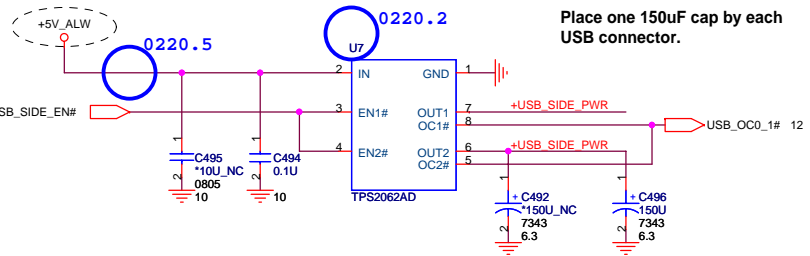 +5V_ALW
0220.5
0220.2
Place one 150uF cap by each
USB connector.
U7
2 IN
GND 1
SB_SIDE_EN#
3 EN1#
OUT1 7 +USB_SIDE_PWR
OC1# 8
USB_OC0_1# 12
4 EN2#
OUT2 6 +USB_SIDE_PWR
OC2# 5
TPS2062AD
1
C495
*10U_NC
2
0805
10
1
C494
0.1U
2
10
1
+ C492
*150U_NC
2
7343
6.3
1
+ C496
150U
2
7343
6.3